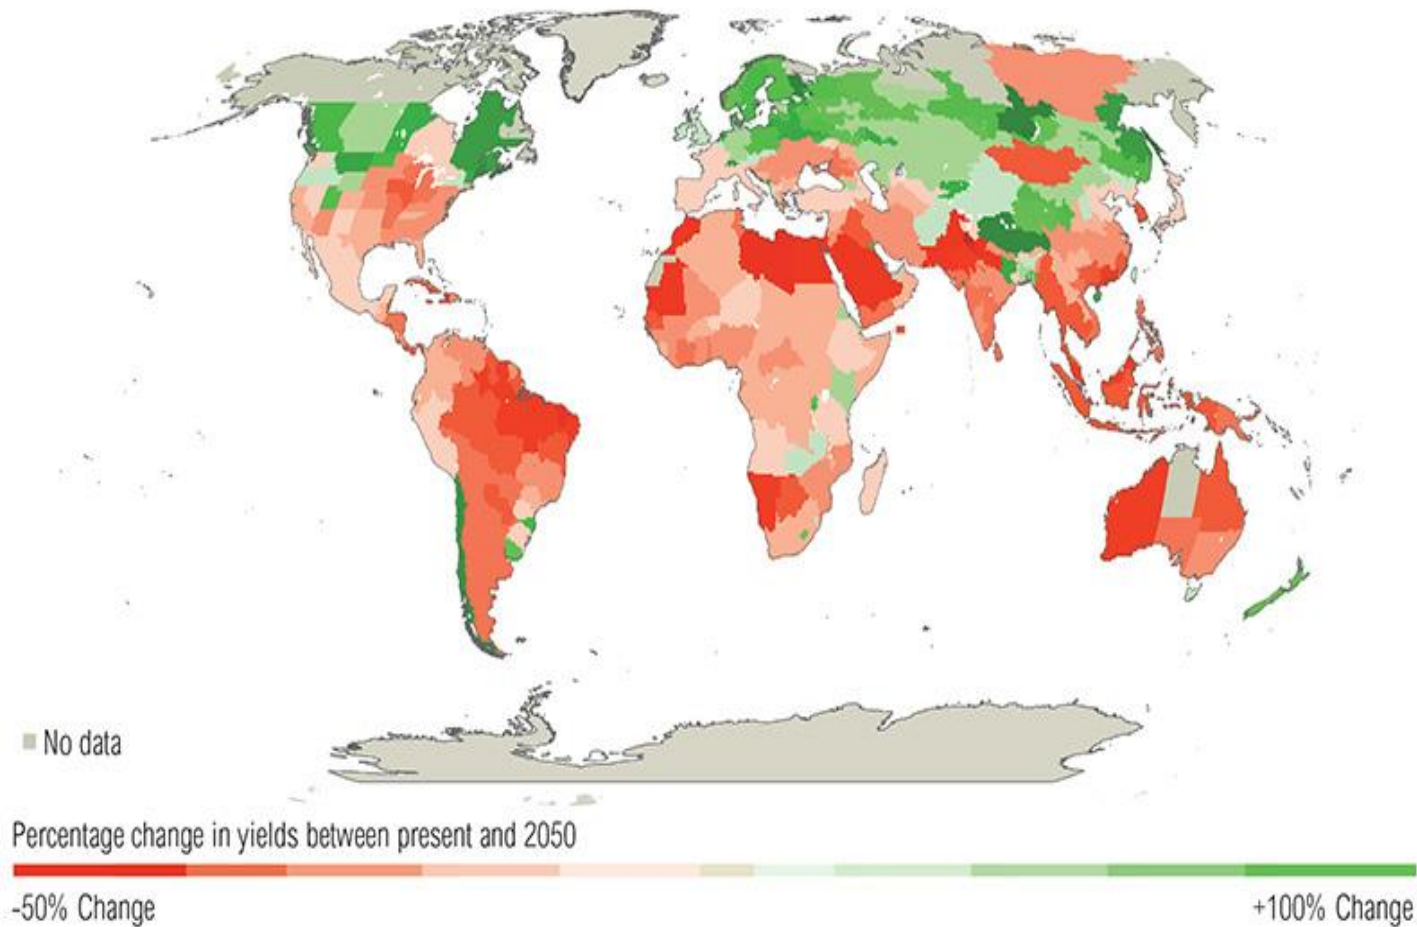 No data
Percentage change in yields between present and 2050
-50% Change
+100% Change